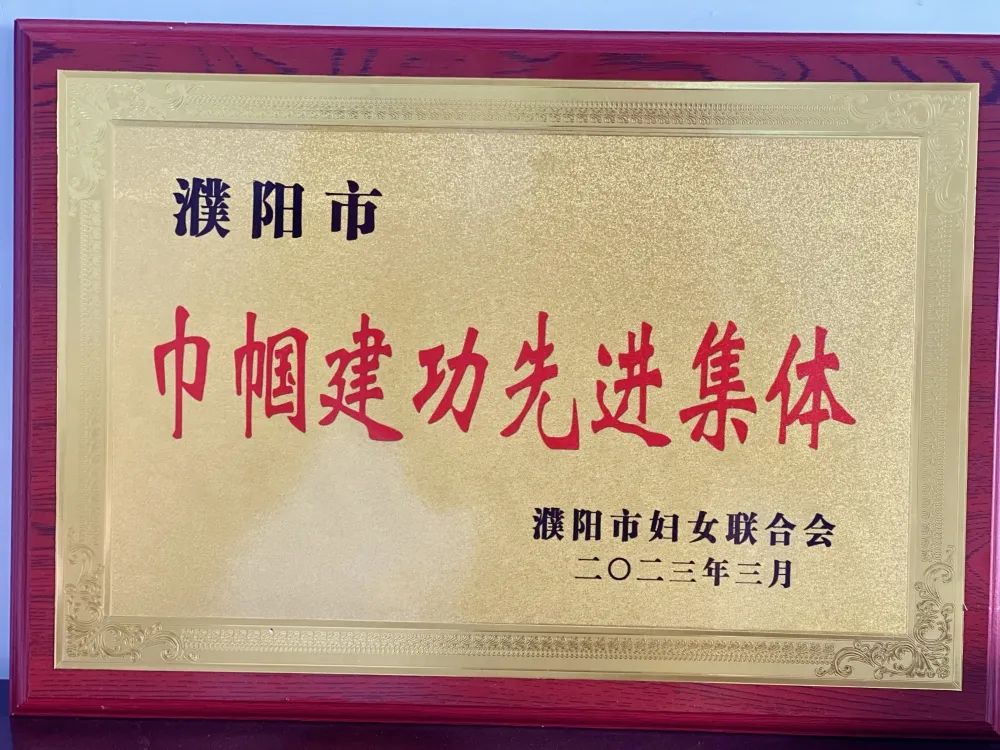 濮阳市
巾帼建功先进集体
濮阳市妇女联合会
二〇二三年三月